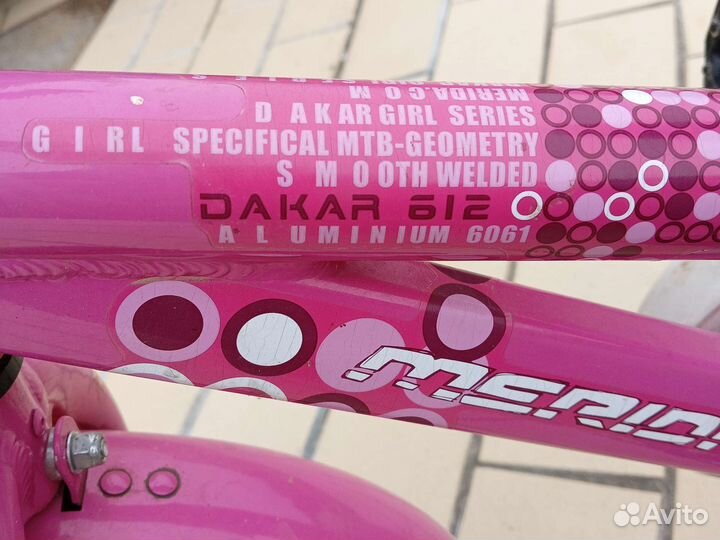 MERIDA.COM
DAKAR GIRL SERIES
GIRL SPECIFICAL MTB-GEOMETRY
SMOOTH WELDED
DAKAR 612
ALUMINIUM 6061
MERIDA
Avito